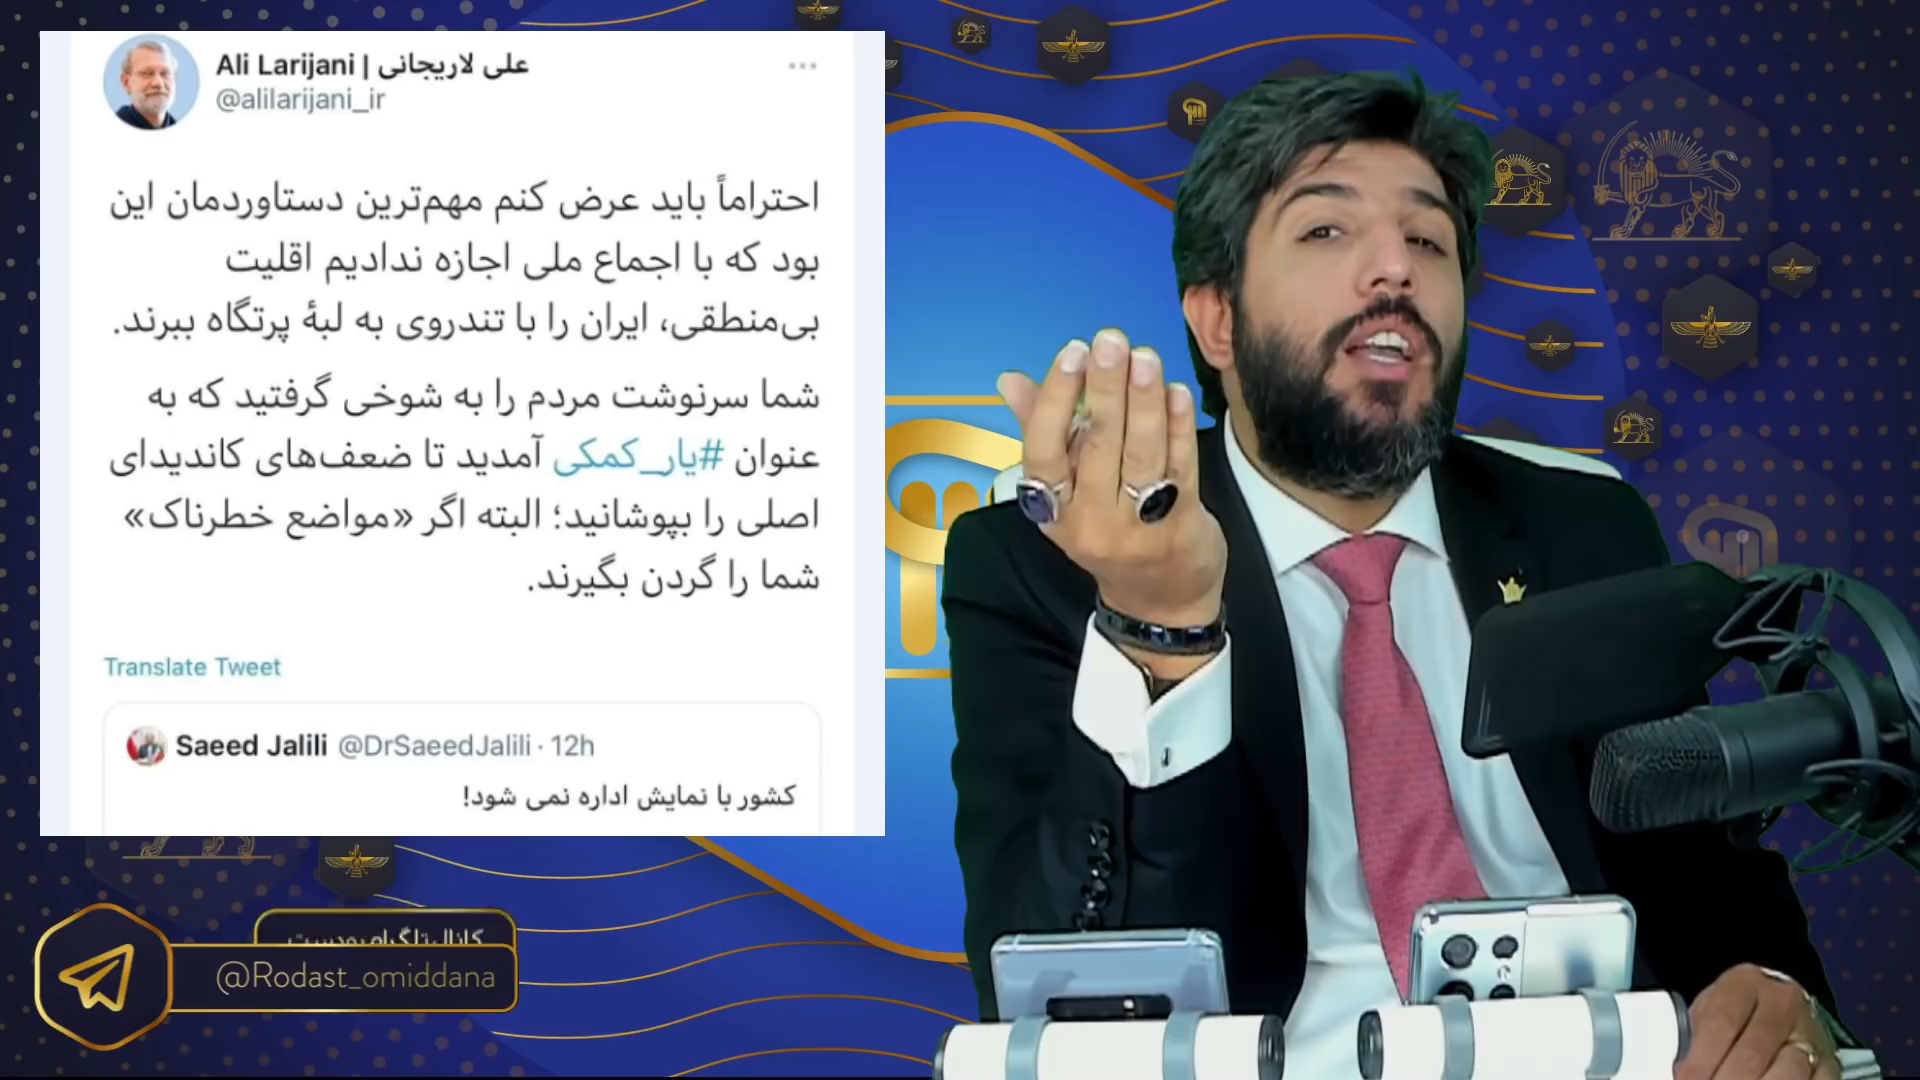 Ali Larijani | علی لاریجانی
@alilarijani_ir
احتراماً باید عرض کنم مهم‌ترین دستاوردمان این
بود که با اجماع ملی اجازه ندادیم اقلیت
بی‌منطقی، ایران را با تندروی به لبهٔ پرتگاه ببرند.
شما سرنوشت مردم را به شوخی گرفتید که به
عنوان #یار_کمکی آمدید تا ضعف‌های کاندیدای
اصلی را بپوشانید؛ البته اگر «مواضع خطرناک»
شما را گردن بگیرند.
Translate Tweet
Saeed Jalili @DrSaeedJalili · 12h
کشور با نمایش اداره نمی شود!
کانال تلگرام رودست
@Rodast_omiddana